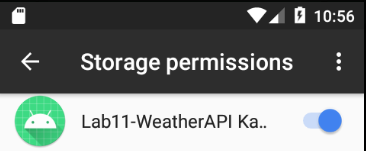 10:56
Storage permissions
Lab11-WeatherAPI Ka..